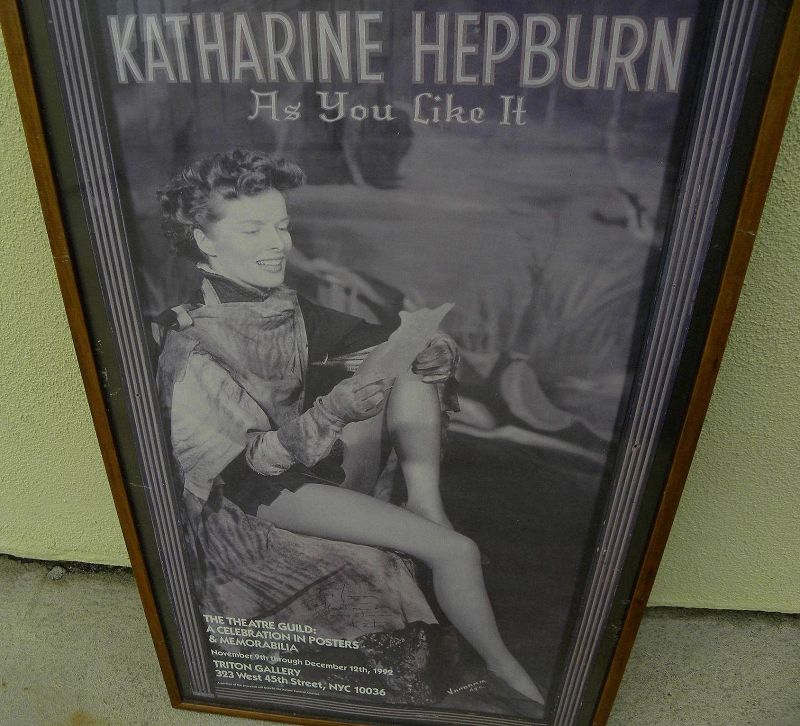 KATHARINE HEPBURN
As You Like It
THE THEATRE GUILD:
A CELEBRATION IN POSTERS
& MEMORABILIA
November 9th through December 12th, 1992
TRITON GALLERY
323 West 45th Street, NYC 10036
VANDAMM